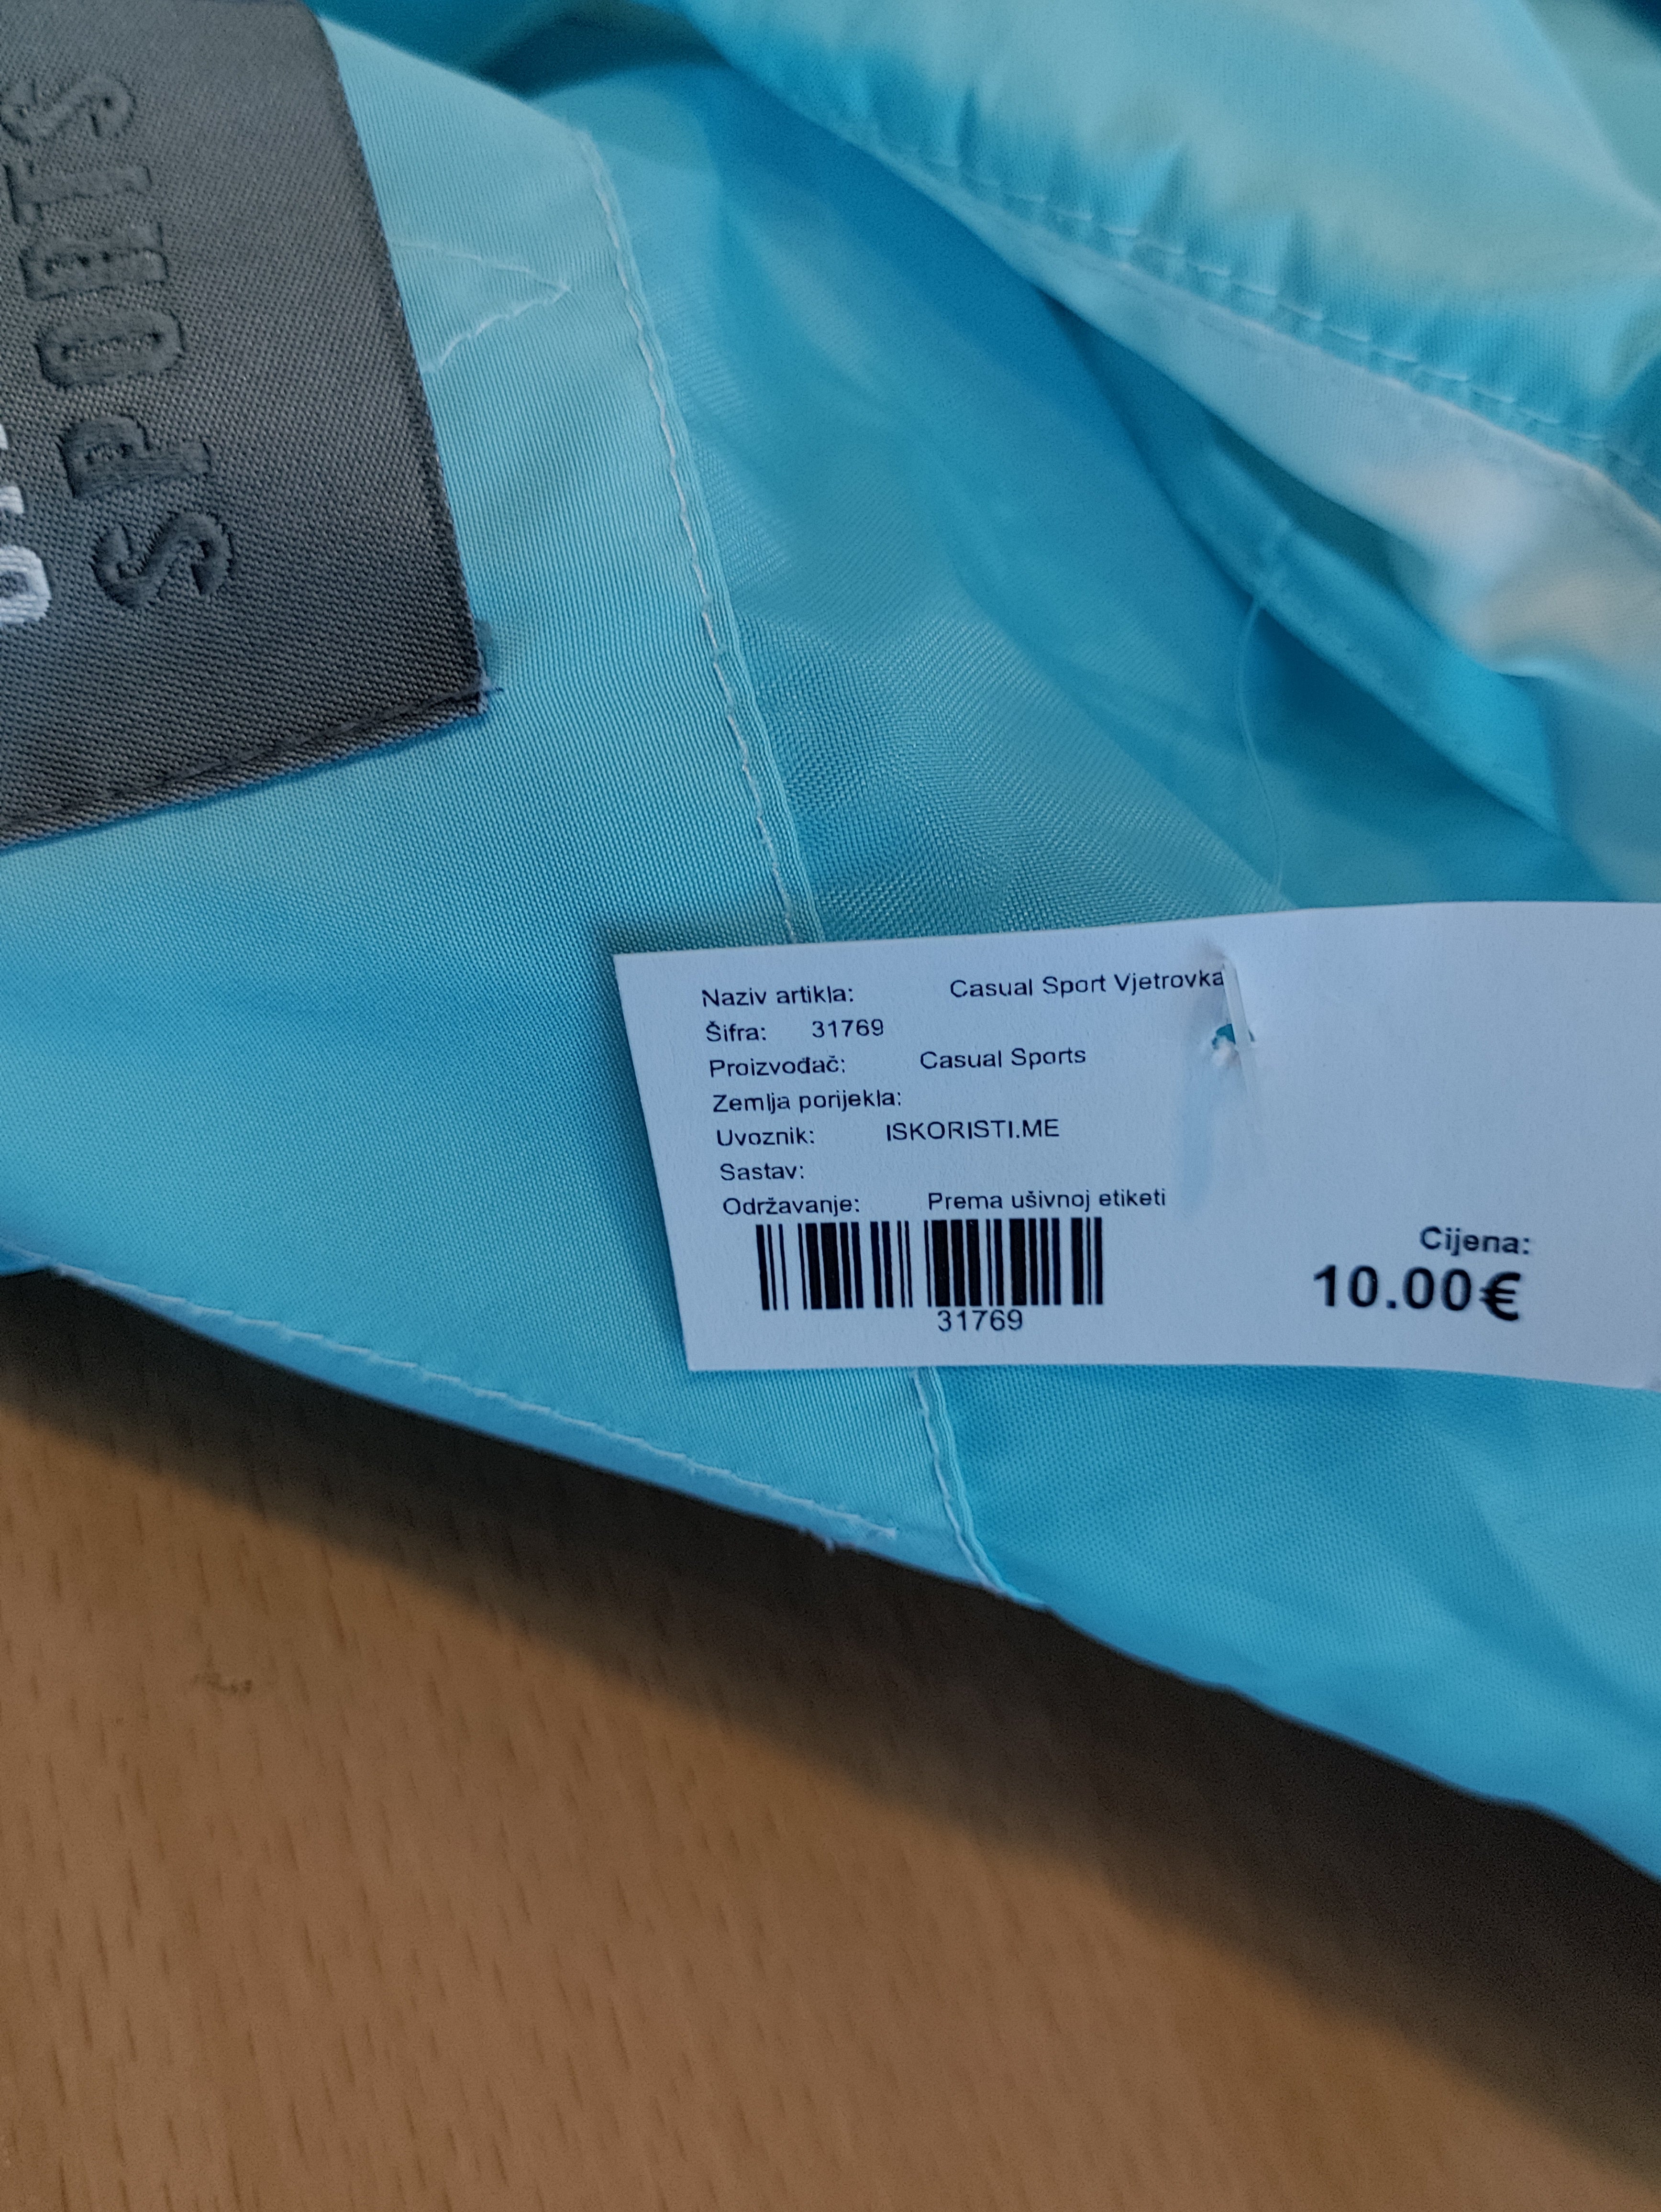 SPORTS
Naziv artikla: Casual Sport Vjetrovka
Šifra: 31769
Proizvođač: Casual Sports
Zemlja porijekla:
Uvoznik: ISKORISTI.ME
Sastav:
Održavanje: Prema ušivnoj etiketi
31769
Cijena:
10.00€